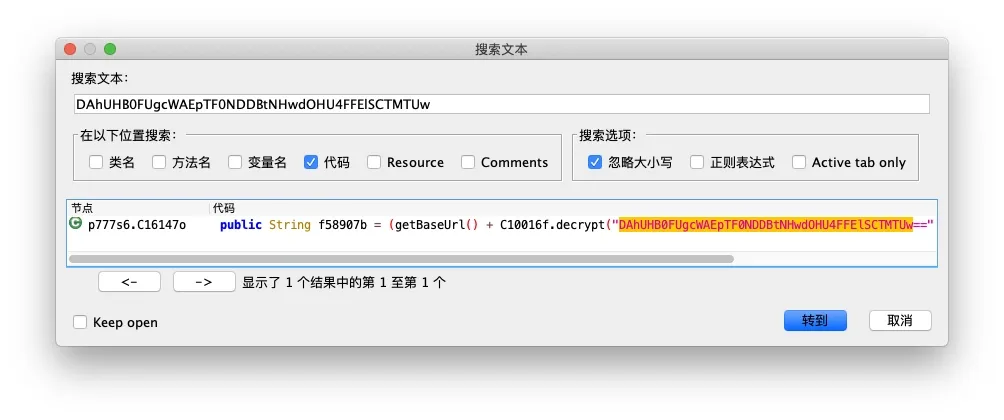 搜索文本
搜索文本:
DAhUHB0FUgcWAEpTF0NDDBtNHwdOHU4FFElSCTMTUw
在以下位置搜索:
类名 方法名 变量名 代码 Resource Comments
搜索选项:
忽略大小写 正则表达式 Active tab only
节点 代码
C p777s6.C16147o public String f58907b = (getBaseUrl() + C10016f.decrypt("DAhUHB0FUgcWAEpTF0NDDBtNHwdOHU4FFElSCTMTUw=="
<- -> 显示了 1 个结果中的第 1 至第 1 个
Keep open 转到 取消